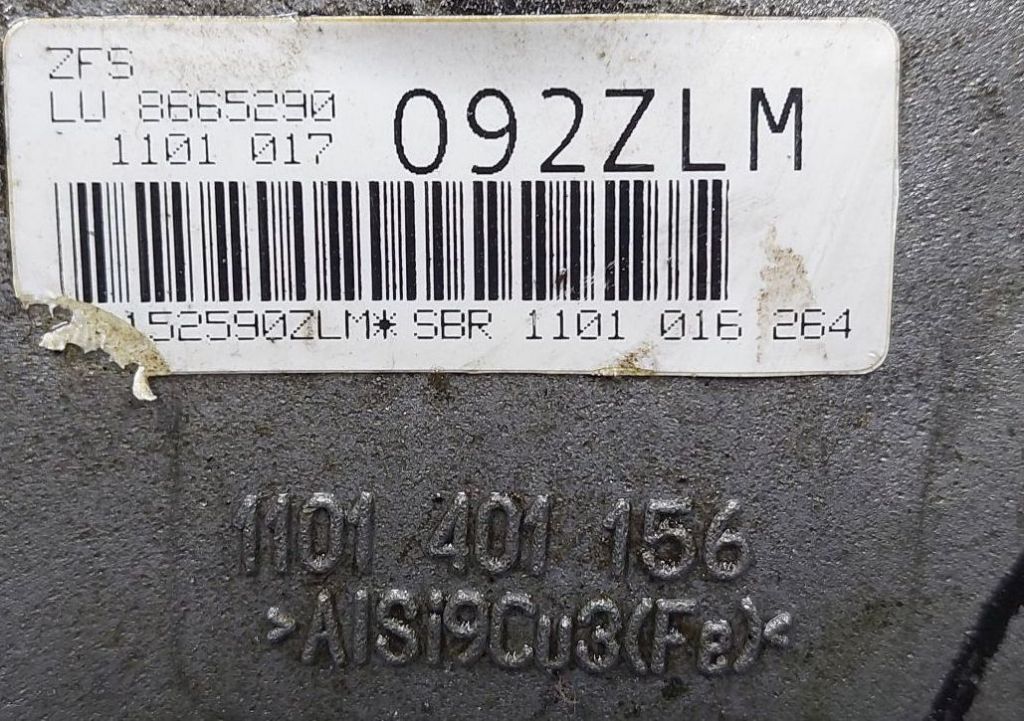 ZFS
LU 8665290
1101 017
092ZLM
152590ZLM* SBR 1101 016 264
1101 401 156
>AlSi9Cu3(Fe)<